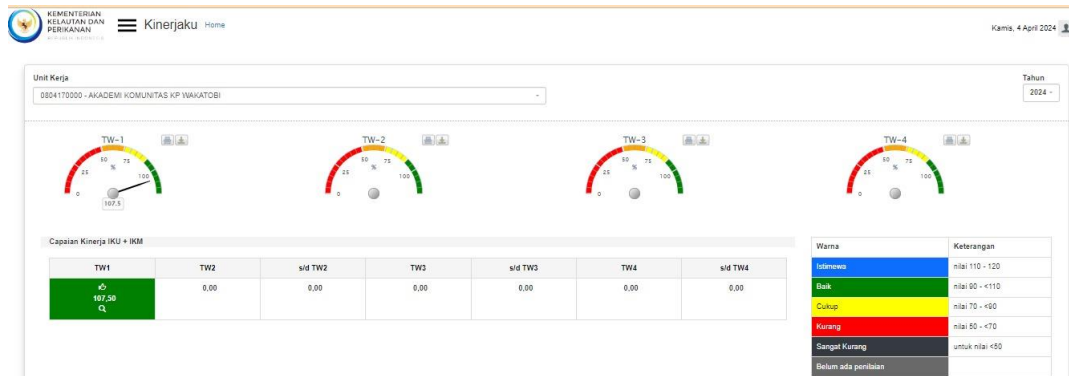 KEMENTERIAN
KELAUTAN DAN
PERIKANAN
REPUBLIK INDONESIA
Kinerjaku Home
Kamis, 4 April 2024
Unit Kerja
Tahun
0804170000 - AKADEMI KOMUNITAS KP WAKATOBI
2024
TW-1
0 25 50 75 100
%
107.5
TW-2
0 25 50 75 100
%
TW-3
0 25 50 75 100
%
TW-4
0 25 50 75 100
%
Capaian Kinerja IKU + IKM
TW1 TW2 s/d TW2 TW3 s/d TW3 TW4 s/d TW4
107,50 0,00 0,00 0,00 0,00 0,00 0,00
Warna Keterangan
Istimewa nilai 110 - 120
Baik nilai 90 - <110
Cukup nilai 70 - <90
Kurang nilai 50 - <70
Sangat Kurang untuk nilai <50
Belum ada penilaian